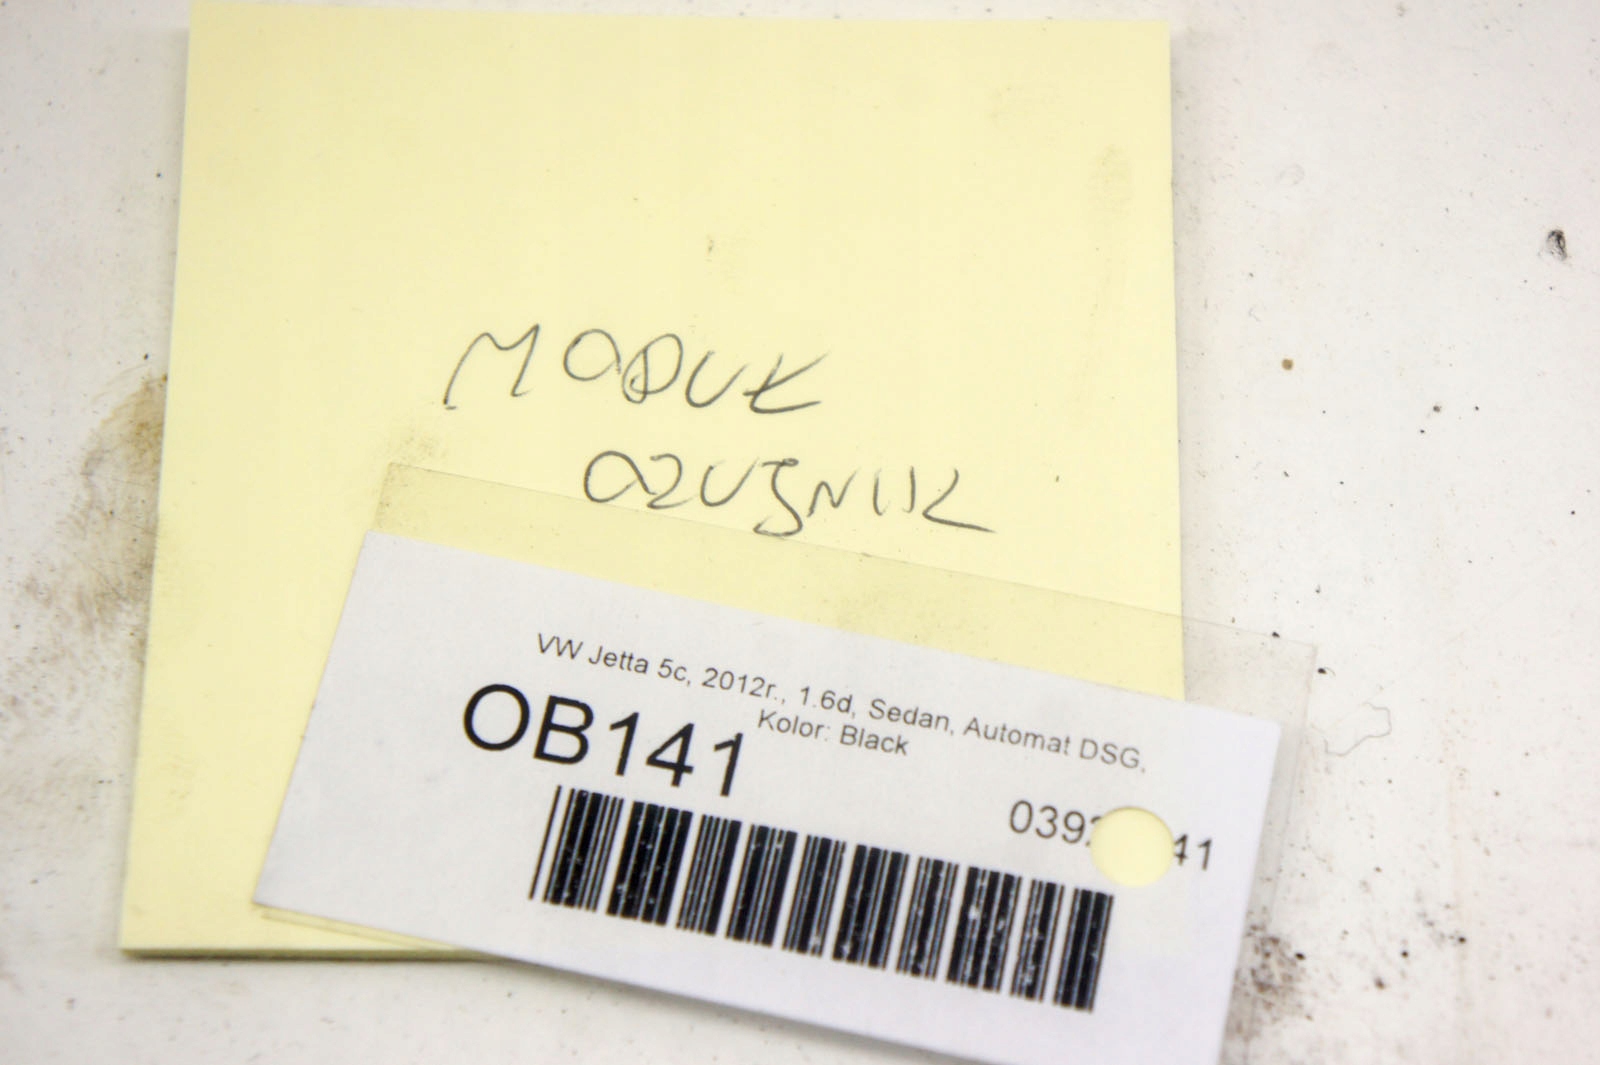 MODUŁ
CZUJNIK
VW Jetta 5c, 2012r., 1.6d, Sedan, Automat DSG,
Kolor: Black
OB141